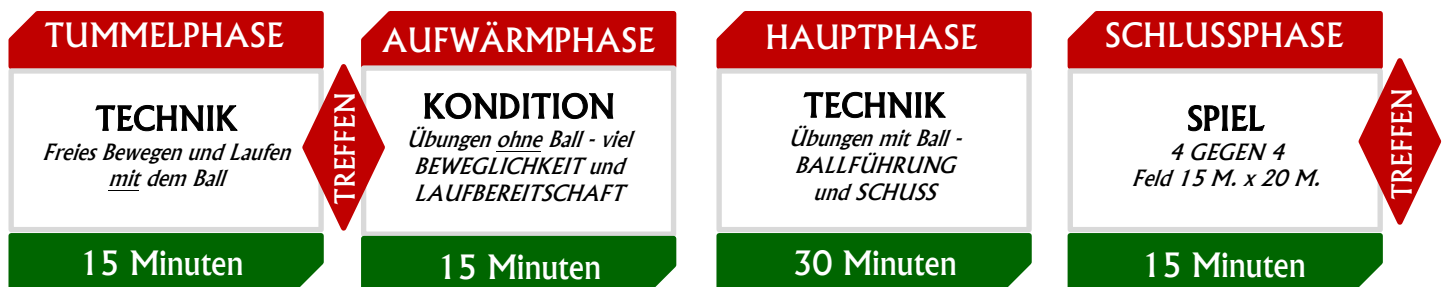 TUMMELPHASE
TECHNIK
Freies Bewegen und Laufen
mit dem Ball
15 Minuten
TREFFEN
AUFWÄRMPHASE
KONDITION
Übungen ohne Ball - viel
BEWEGLICHKEIT und
LAUFBEREITSCHAFT
15 Minuten
HAUPTPHASE
TECHNIK
Übungen mit Ball -
BALLFÜHRUNG
und SCHUSS
30 Minuten
SCHLUSSPHASE
SPIEL
4 GEGEN 4
Feld 15 M. x 20 M.
15 Minuten
TREFFEN